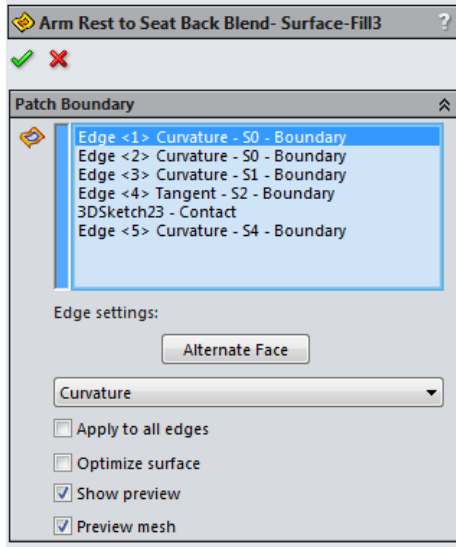 Arm Rest to Seat Back Blend- Surface-Fill3 ?
Patch Boundary
Edge <1> Curvature - S0 - Boundary
Edge <2> Curvature - S0 - Boundary
Edge <3> Curvature - S1 - Boundary
Edge <4> Tangent - S2 - Boundary
3DSketch23 - Contact
Edge <5> Curvature - S4 - Boundary
Edge settings:
Alternate Face
Curvature
Apply to all edges
Optimize surface
Show preview
Preview mesh